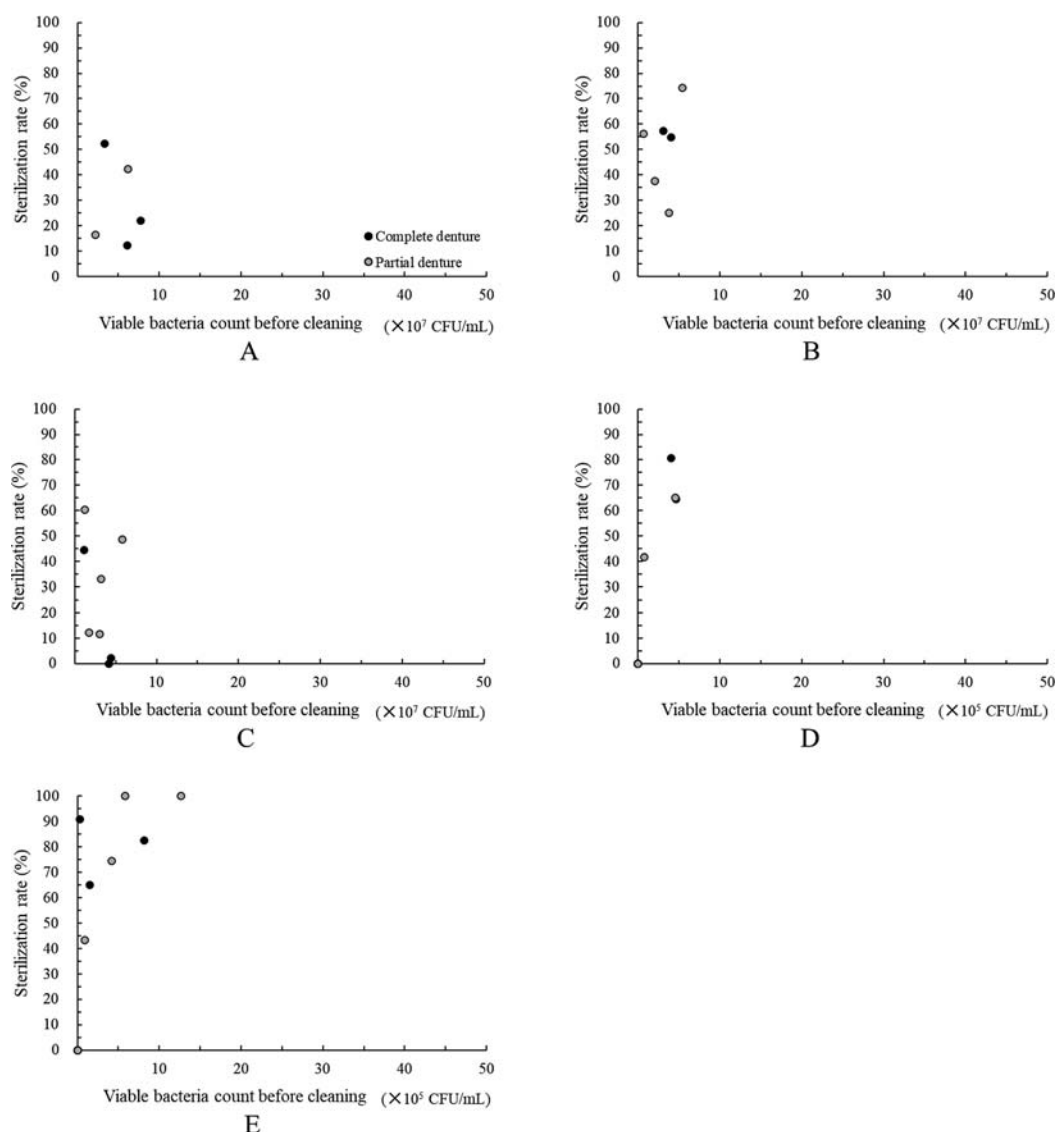 100
90
80
70
60
50
40
30
20
10
0
Sterilization rate (%)
Complete denture
Partial denture
10 20 30 40 50
Viable bacteria count before cleaning (×10⁷ CFU/mL)
A
100
90
80
70
60
50
40
30
20
10
0
Sterilization rate (%)
10 20 30 40 50
Viable bacteria count before cleaning (×10⁷ CFU/mL)
B
100
90
80
70
60
50
40
30
20
10
0
Sterilization rate (%)
10 20 30 40 50
Viable bacteria count before cleaning (×10⁷ CFU/mL)
C
100
90
80
70
60
50
40
30
20
10
0
Sterilization rate (%)
10 20 30 40 50
Viable bacteria count before cleaning (×10⁵ CFU/mL)
D
100
90
80
70
60
50
40
30
20
10
0
Sterilization rate (%)
10 20 30 40 50
Viable bacteria count before cleaning (×10⁵ CFU/mL)
E